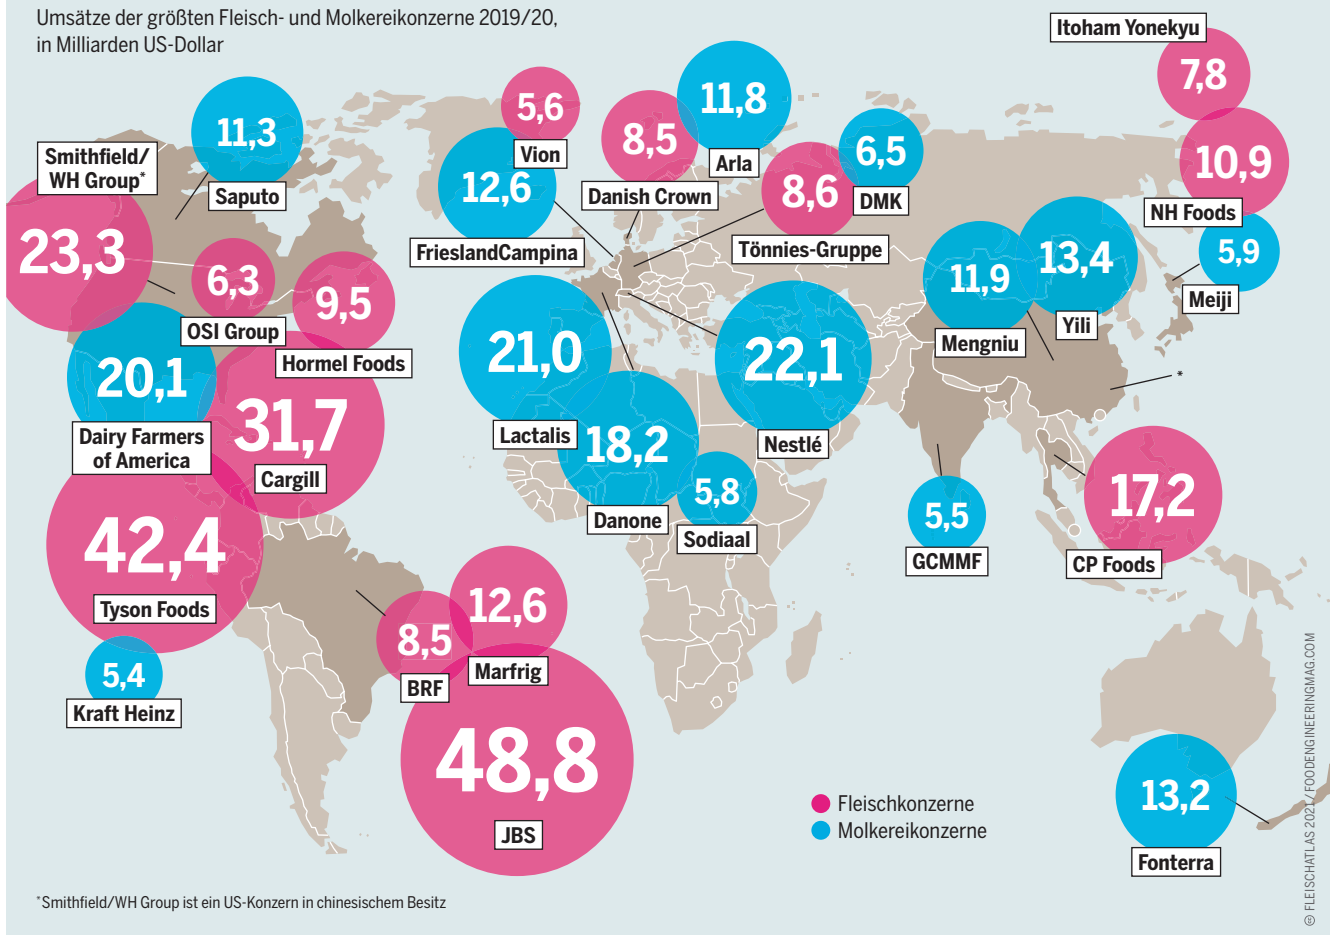 Umsätze der größten Fleisch- und Molkereikonzerne 2019/20,
in Milliarden US-Dollar
Itoham Yonekyu
7,8
10,9
NH Foods
5,9
Meiji
11,3
Saputo
Smithfield/
WH Group*
23,3
6,3
OSI Group
9,5
Hormel Foods
20,1
Dairy Farmers
of America
31,7
Cargill
42,4
Tyson Foods
5,4
Kraft Heinz
5,6
Vion
12,6
FrieslandCampina
8,5
Danish Crown
11,8
Arla
8,6
Tönnies-Gruppe
6,5
DMK
21,0
Lactalis
18,2
Danone
22,1
Nestlé
5,8
Sodiaal
11,9
Mengniu
13,4
Yili
*
5,5
GCMMF
17,2
CP Foods
8,5
BRF
12,6
Marfrig
48,8
JBS
13,2
Fonterra
Fleischkonzerne
Molkereikonzerne
*Smithfield/WH Group ist ein US-Konzern in chinesischem Besitz
FLEISCHATLAS 2021 / FOODENGINEERINGMAG.COM